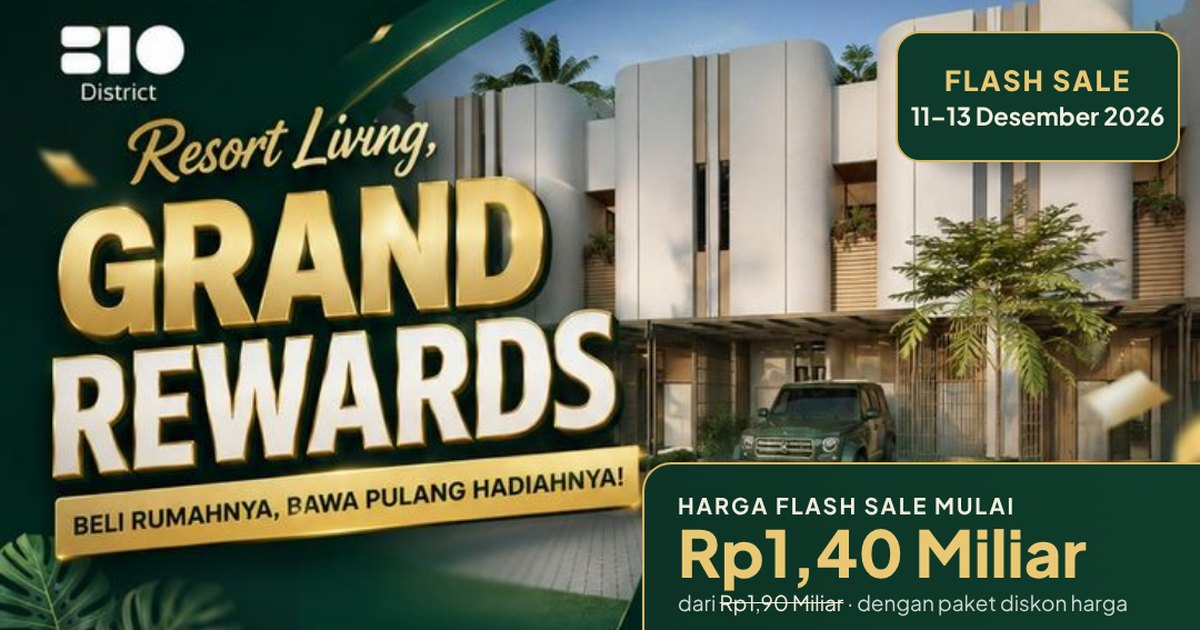 BIO
District
Resort Living,
GRAND
REWARDS
BELI RUMAHNYA, BAWA PULANG HADIAHNYA!
FLASH SALE
11–13 Desember 2026
HARGA FLASH SALE MULAI
Rp1,40 Miliar
dari Rp1,90 Miliar · dengan paket diskon harga